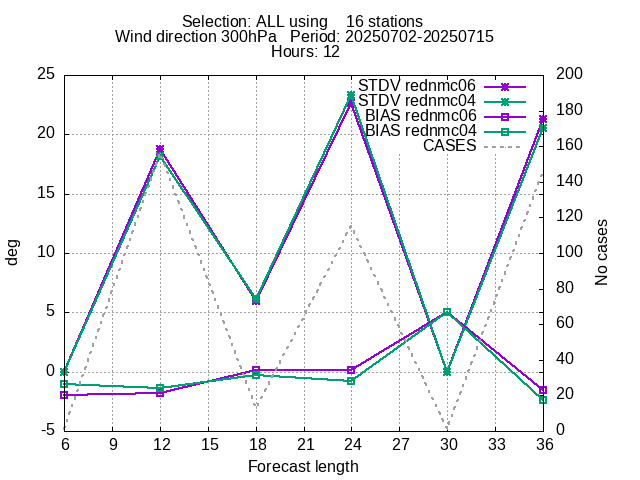 Selection: ALL using    16 stations
Wind direction 300hPa   Period: 20250702-20250715
Hours: 12
25
20
15
10
5
0
-5
deg
200
180
160
140
120
100
80
60
40
20
0
No cases
STDV rednmc06
STDV rednmc04
BIAS rednmc06
BIAS rednmc04
CASES
6 9 12 15 18 21 24 27 30 33 36
Forecast length